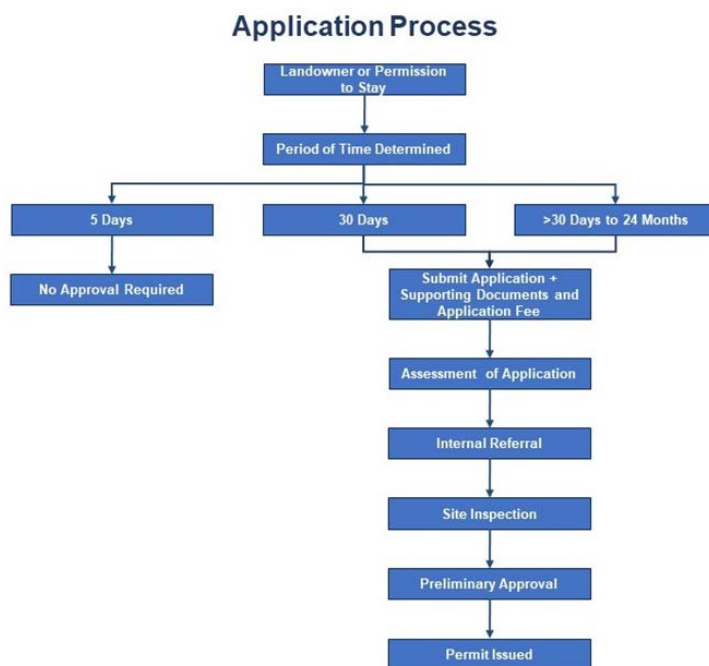 Application Process
Landowner or Permission
to Stay
Period of Time Determined
5 Days
30 Days
>30 Days to 24 Months
No Approval Required
Submit Application +
Supporting Documents and
Application Fee
Assessment of Application
Internal Referral
Site Inspection
Preliminary Approval
Permit Issued